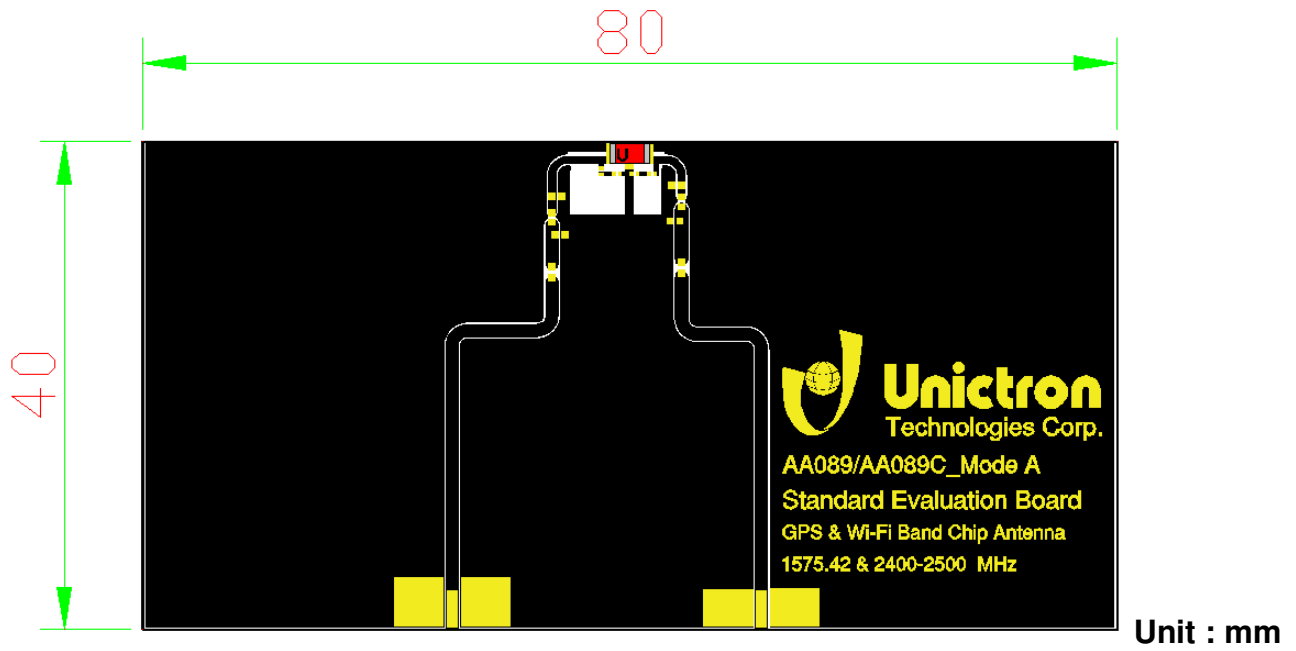 80
40
U
Unictron
Technologies Corp.
AA089/AA089C_Mode A
Standard Evaluation Board
GPS & Wi-Fi Band Chip Antenna
1575.42 & 2400-2500 MHz
Unit : mm